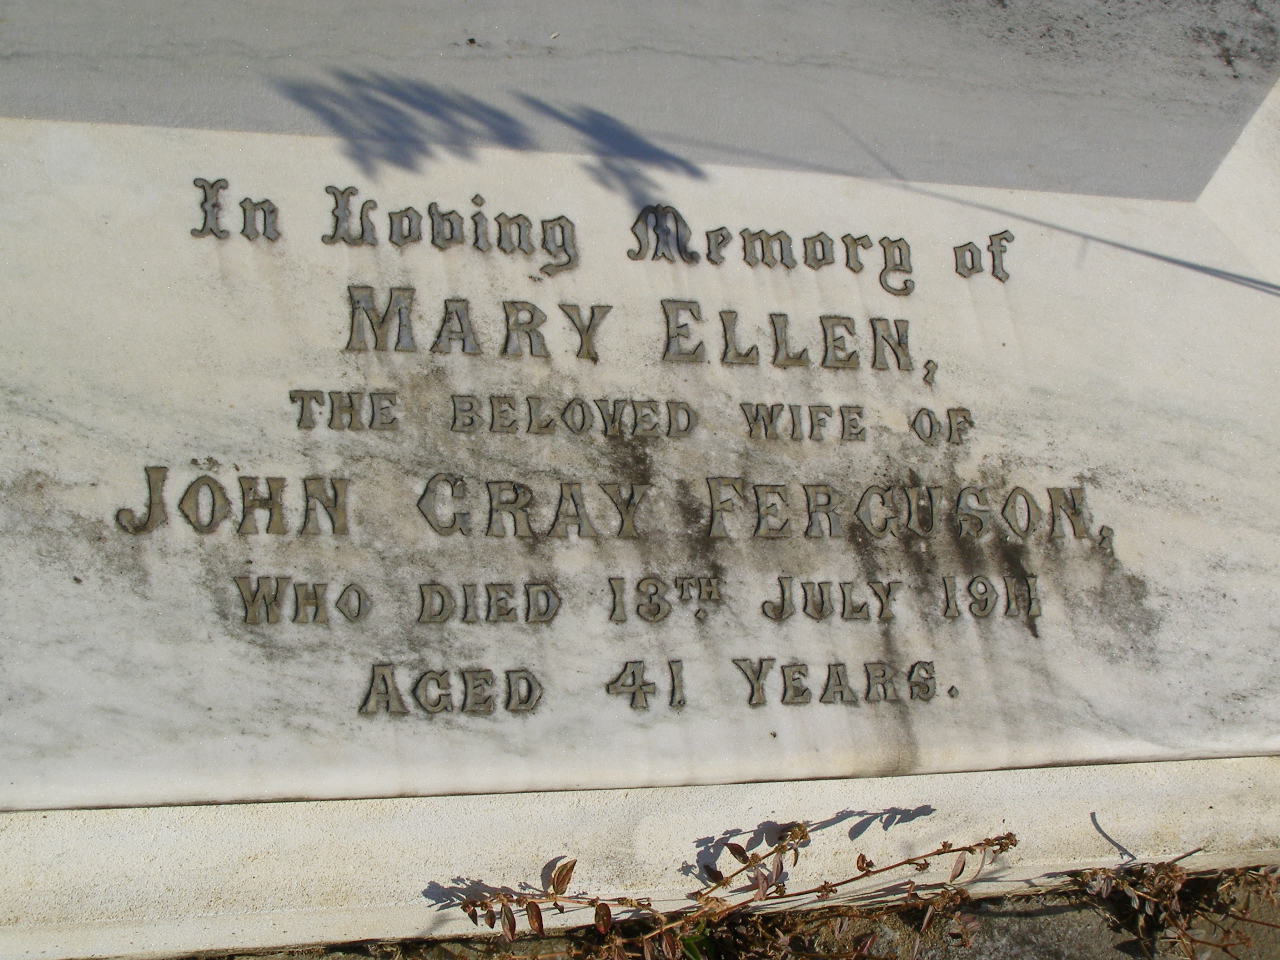 In Loving Memory of
MARY ELLEN,
THE BELOVED WIFE OF
JOHN GRAY FERGUSON,
WHO DIED 13TH JULY 1911
AGED 41 YEARS.